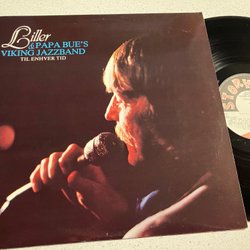 Liller
& PAPA BUE'S
VIKING JAZZBAND
TIL ENHVER TID